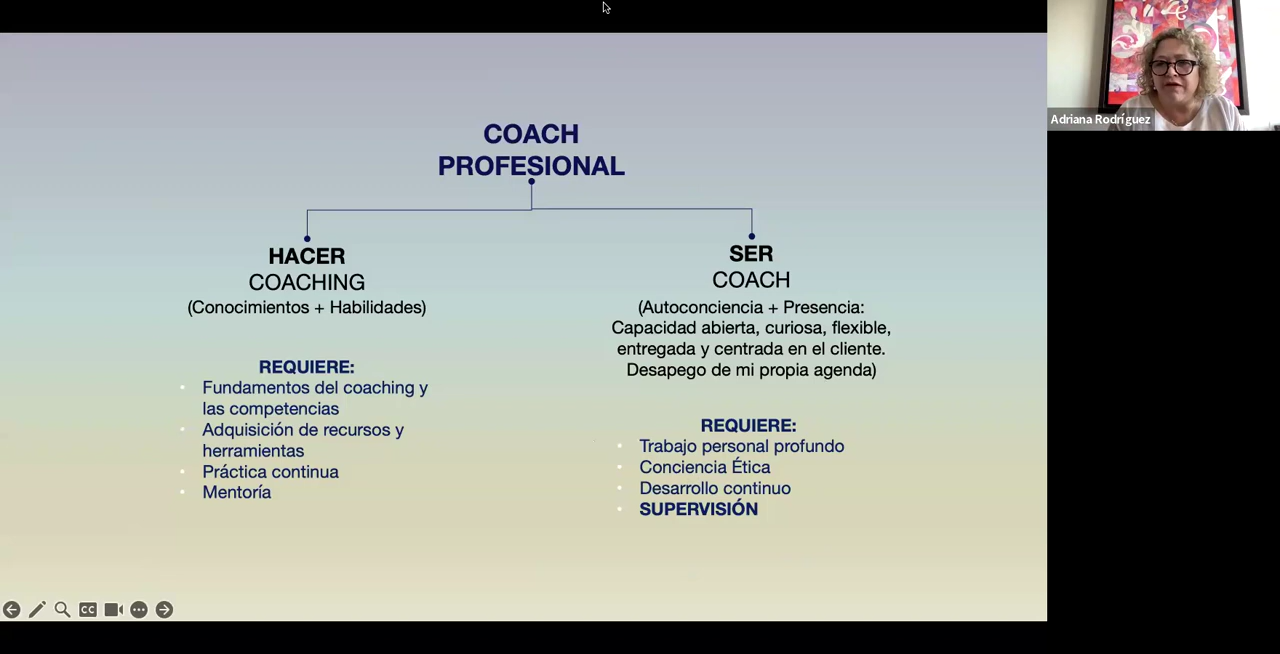 COACH
PROFESIONAL
HACER
COACHING
(Conocimientos + Habilidades)
REQUIERE:
Fundamentos del coaching y
las competencias
Adquisición de recursos y
herramientas
Práctica continua
Mentoría
SER
COACH
(Autoconciencia + Presencia:
Capacidad abierta, curiosa, flexible,
entregada y centrada en el cliente.
Desapego de mi propia agenda)
REQUIERE:
Trabajo personal profundo
Conciencia Ética
Desarrollo continuo
SUPERVISIÓN
CC
Adriana Rodríguez